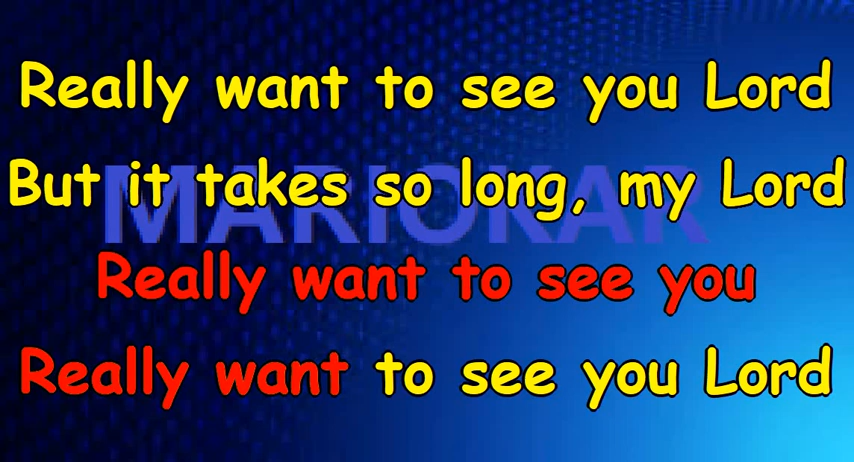 Really want to see you Lord
But it takes so long, my Lord
MARIOKAR
Really want to see you
Really want to see you Lord